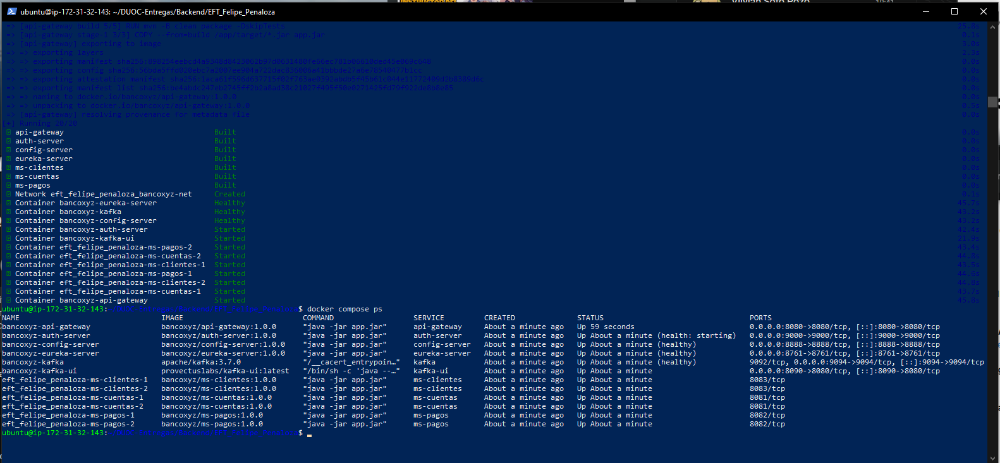 ubuntu@ip-172-31-32-143: ~/DUOC-Entregas/Backend/EFT_Felipe_Penaloza
=> [api-gateway build 5/5] RUN mvn -B clean package -DskipTests 25.8s
=> [api-gateway stage-1 3/3] COPY --from=build /app/target/*.jar app.jar 0.1s
=> [api-gateway] exporting to image 3.0s
=> => exporting layers 2.3s
=> => exporting manifest 0.0s
=> => exporting config 0.0s
=> => exporting attestation manifest 0.0s
=> => exporting manifest list 0.0s
=> => naming to docker.io/bancoxyz/api-gateway:1.0.0 0.0s
=> => unpacking to docker.io/bancoxyz/api-gateway:1.0.0 0.5s
=> [api-gateway] resolving provenance for metadata file 0.0s
[+] Running 20/20
api-gateway Built 0.0s
auth-server Built 0.0s
config-server Built 0.0s
eureka-server Built 0.0s
ms-clientes Built 0.0s
ms-cuentas Built 0.0s
ms-pagos Built 0.0s
Network eft_felipe_penaloza_bancoxyz-net Created 0.1s
Container bancoxyz-eureka-server Healthy 45.7s
Container bancoxyz-kafka Healthy 43.2s
Container bancoxyz-config-server Healthy 43.2s
Container bancoxyz-auth-server Started 42.4s
Container bancoxyz-kafka-ui Started 21.9s
Container eft_felipe_penaloza-ms-pagos-2 Started 43.4s
Container eft_felipe_penaloza-ms-cuentas-2 Started 44.8s
Container eft_felipe_penaloza-ms-clientes-1 Started 43.5s
Container eft_felipe_penaloza-ms-pagos-1 Started 44.6s
Container eft_felipe_penaloza-ms-clientes-2 Started 44.8s
Container eft_felipe_penaloza-ms-cuentas-1 Started 43.7s
Container bancoxyz-api-gateway Started 45.8s
ubuntu@ip-172-31-32-143:~/DUOC-Entregas/Backend/EFT_Felipe_Penaloza$ docker compose ps
NAME IMAGE COMMAND SERVICE CREATED STATUS PORTS
bancoxyz-api-gateway bancoxyz/api-gateway:1.0.0 "java -jar app.jar" api-gateway About a minute ago Up 59 seconds 0.0.0.0:8080->8080/tcp, [::]:8080->8080/tcp
bancoxyz-auth-server bancoxyz/auth-server:1.0.0 "java -jar app.jar" auth-server About a minute ago Up About a minute (health: starting) 0.0.0.0:9000->9000/tcp, [::]:9000->9000/tcp
bancoxyz-config-server bancoxyz/config-server:1.0.0 "java -jar app.jar" config-server About a minute ago Up About a minute (healthy) 0.0.0.0:8888->8888/tcp, [::]:8888->8888/tcp
bancoxyz-eureka-server bancoxyz/eureka-server:1.0.0 "java -jar app.jar" eureka-server About a minute ago Up About a minute (healthy) 0.0.0.0:8761->8761/tcp, [::]:8761->8761/tcp
bancoxyz-kafka apache/kafka:3.7.0 "/__cacert_entrypoin…" kafka About a minute ago Up About a minute (healthy) 9092/tcp, 0.0.0.0:9094->9094/tcp, [::]:9094->9094/tcp
bancoxyz-kafka-ui provectuslabs/kafka-ui:latest "/bin/sh -c 'java --…" kafka-ui About a minute ago Up About a minute 0.0.0.0:8090->8080/tcp, [::]:8090->8080/tcp
eft_felipe_penaloza-ms-clientes-1 bancoxyz/ms-clientes:1.0.0 "java -jar app.jar" ms-clientes About a minute ago Up About a minute 8083/tcp
eft_felipe_penaloza-ms-clientes-2 bancoxyz/ms-clientes:1.0.0 "java -jar app.jar" ms-clientes About a minute ago Up About a minute 8083/tcp
eft_felipe_penaloza-ms-cuentas-1 bancoxyz/ms-cuentas:1.0.0 "java -jar app.jar" ms-cuentas About a minute ago Up About a minute 8081/tcp
eft_felipe_penaloza-ms-cuentas-2 bancoxyz/ms-cuentas:1.0.0 "java -jar app.jar" ms-cuentas About a minute ago Up About a minute 8081/tcp
eft_felipe_penaloza-ms-pagos-1 bancoxyz/ms-pagos:1.0.0 "java -jar app.jar" ms-pagos About a minute ago Up About a minute 8082/tcp
eft_felipe_penaloza-ms-pagos-2 bancoxyz/ms-pagos:1.0.0 "java -jar app.jar" ms-pagos About a minute ago Up About a minute 8082/tcp
ubuntu@ip-172-31-32-143:~/DUOC-Entregas/Backend/EFT_Felipe_Penaloza$